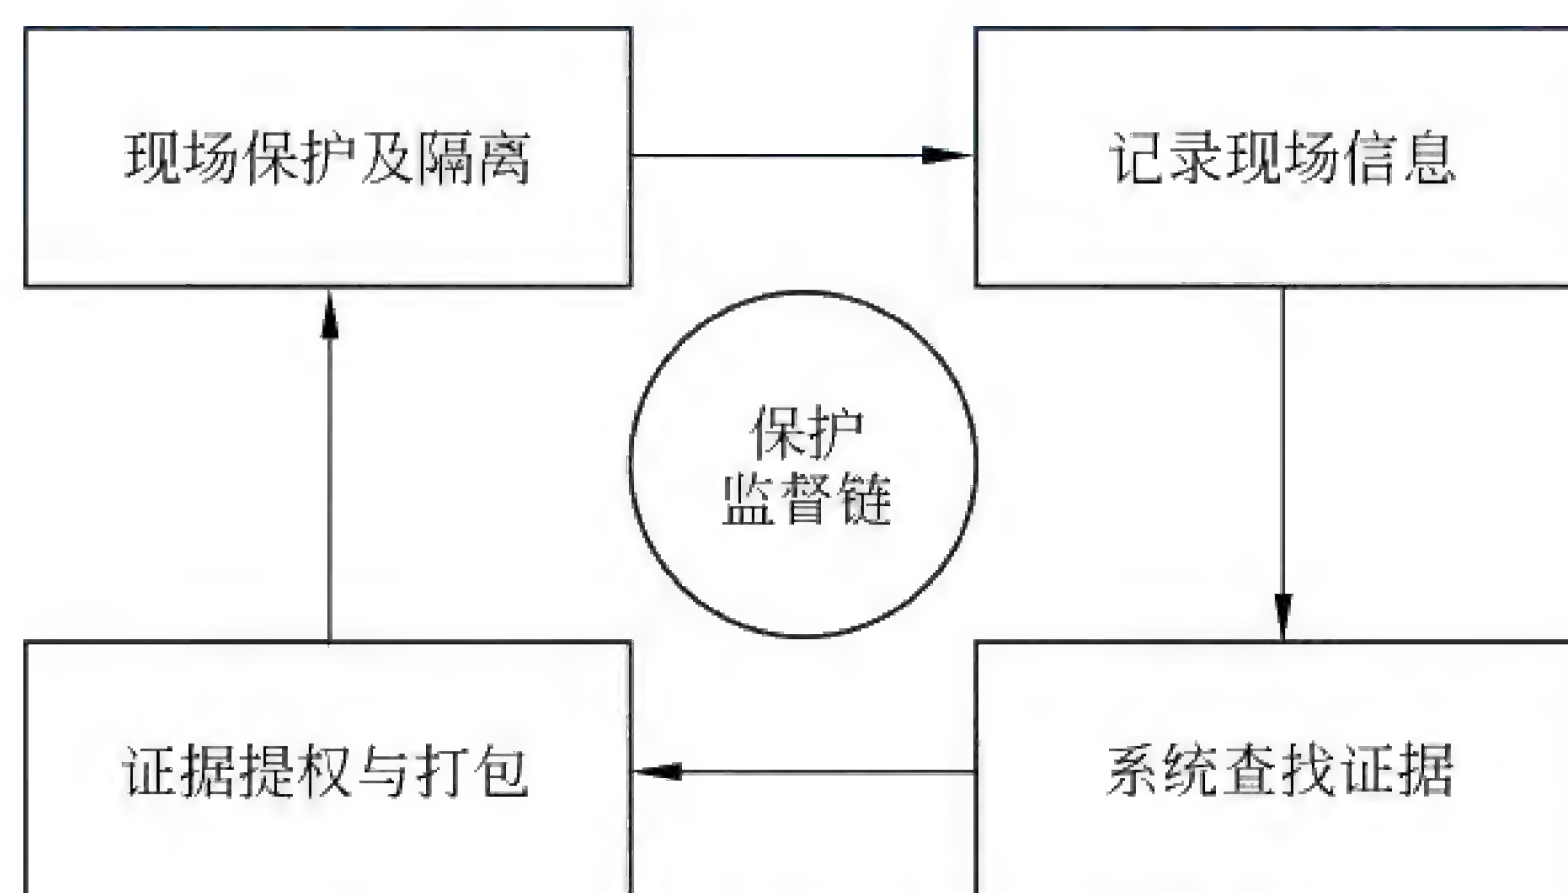 现场保护及隔离
记录现场信息
保护
监督链
证据提权与打包
系统查找证据